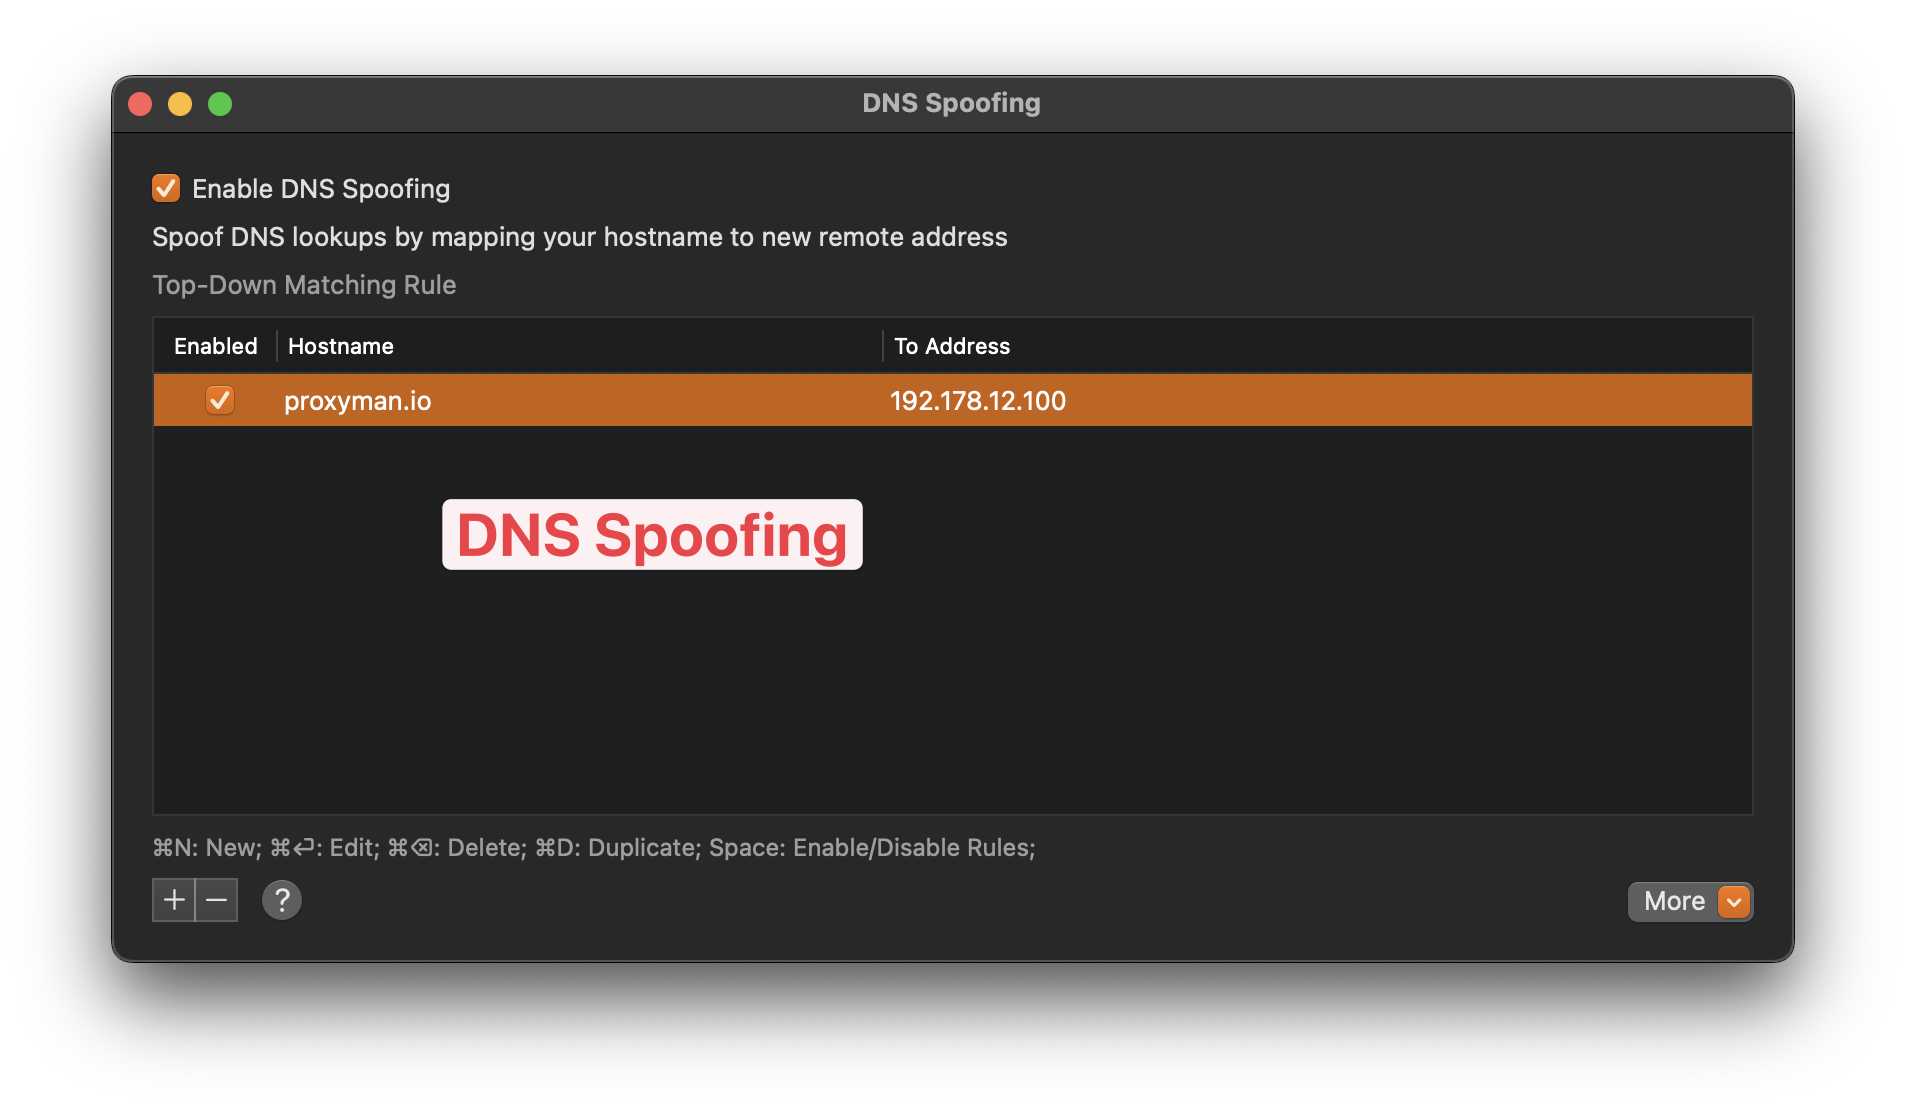 DNS Spoofing
Enable DNS Spoofing
Spoof DNS lookups by mapping your hostname to new remote address
Top-Down Matching Rule
Enabled Hostname To Address
proxyman.io 192.178.12.100
DNS Spoofing
⌘N: New; ⌘↩: Edit; ⌘⌫: Delete; ⌘D: Duplicate; Space: Enable/Disable Rules;
+ − ? More